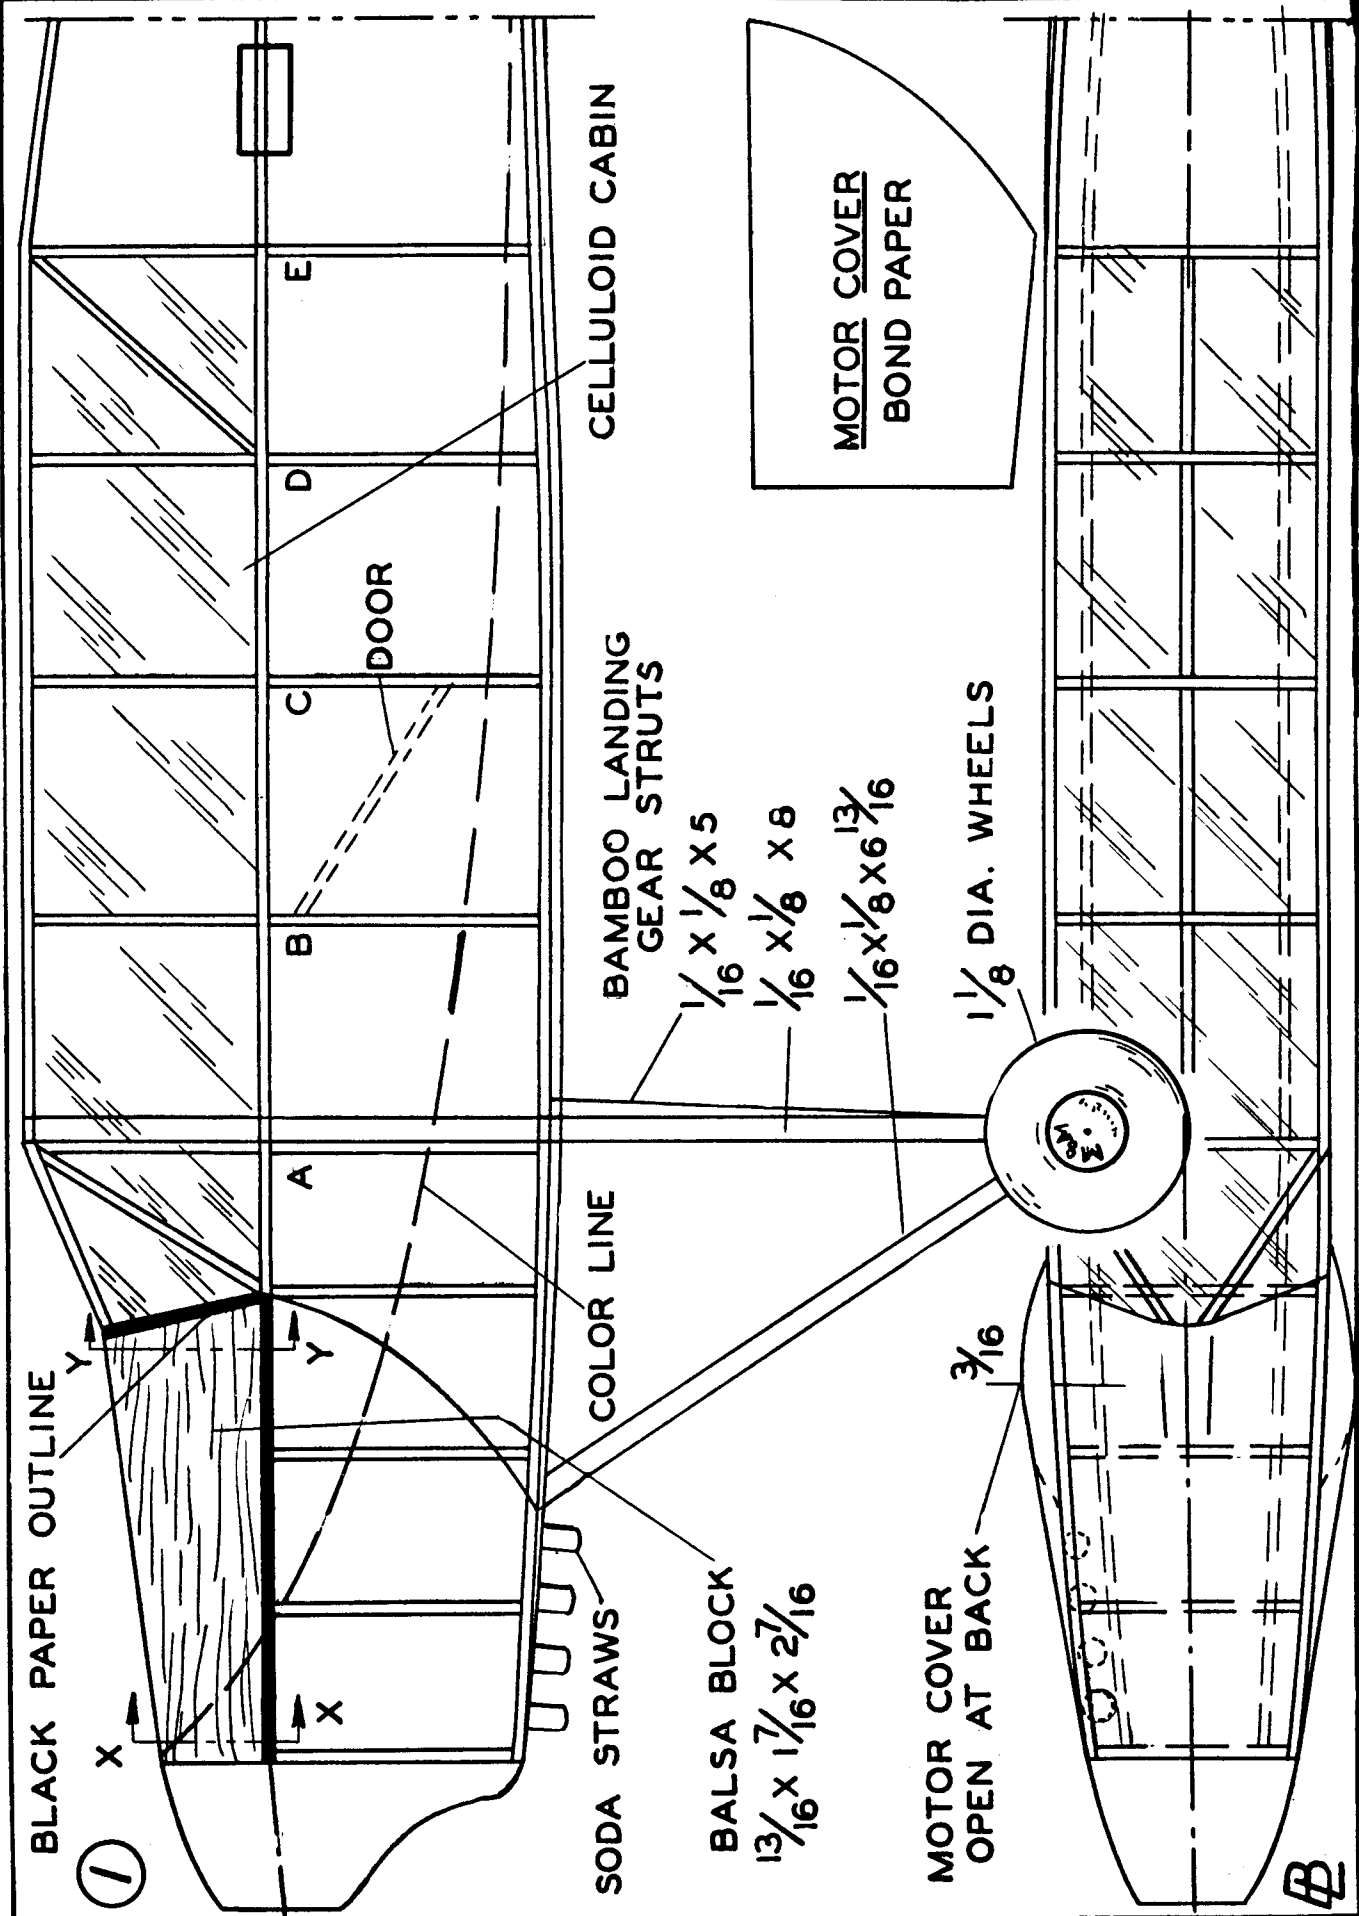 1
BLACK PAPER OUTLINE
X
X
Y
Y
A
B
C
D
E
DOOR
CELLULOID CABIN
COLOR LINE
SODA STRAWS
BALSA BLOCK
13/16 X 1 7/16 X 2 7/16
BAMBOO LANDING
GEAR STRUTS
1/16 X 1/8 X 5
1/16 X 1/8 X 8
1/16 X 1/8 X 6 13/16
1 1/8 DIA. WHEELS
MOTOR COVER
BOND PAPER
MOTOR COVER
OPEN AT BACK
3/16